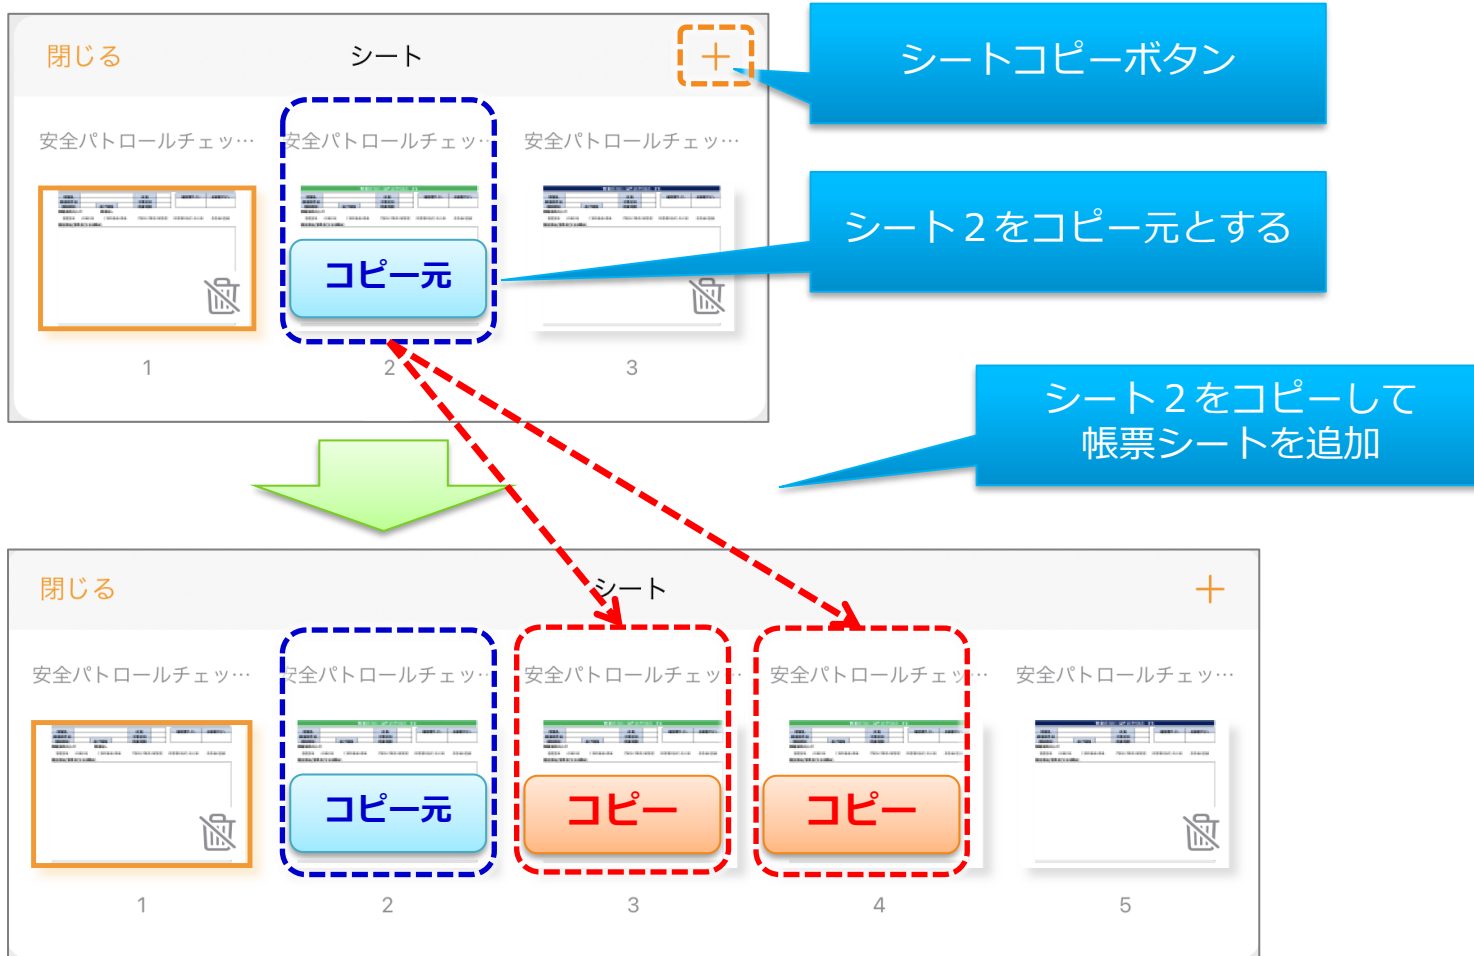 閉じる
シート
＋
シートコピーボタン
安全パトロールチェッ…
安全パトロールチェッ…
安全パトロールチェッ…
シート２をコピー元とする
コピー元
1
2
3
シート２をコピーして
帳票シートを追加
閉じる
シート
＋
安全パトロールチェッ…
安全パトロールチェッ…
安全パトロールチェッ…
安全パトロールチェッ…
安全パトロールチェッ…
コピー元
コピー
コピー
1
2
3
4
5